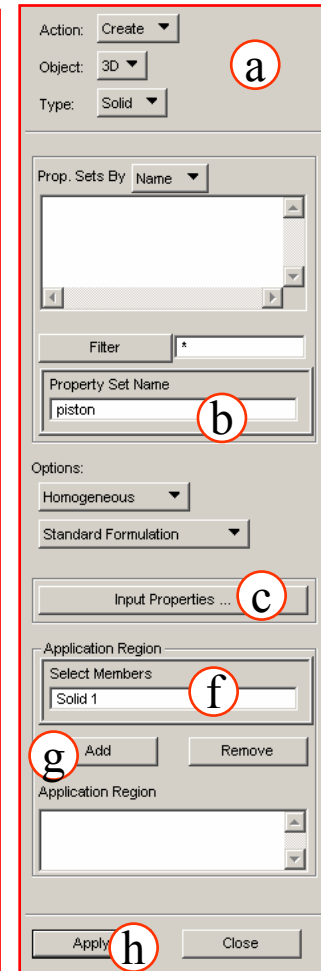 Action: Create
Object: 3D
a
Type: Solid
Prop. Sets By Name
Filter *
Property Set Name
piston
b
Options:
Homogeneous
Standard Formulation
Input Properties ...
c
Application Region
Select Members
Solid 1
f
g Add Remove
Application Region
Apply h Close